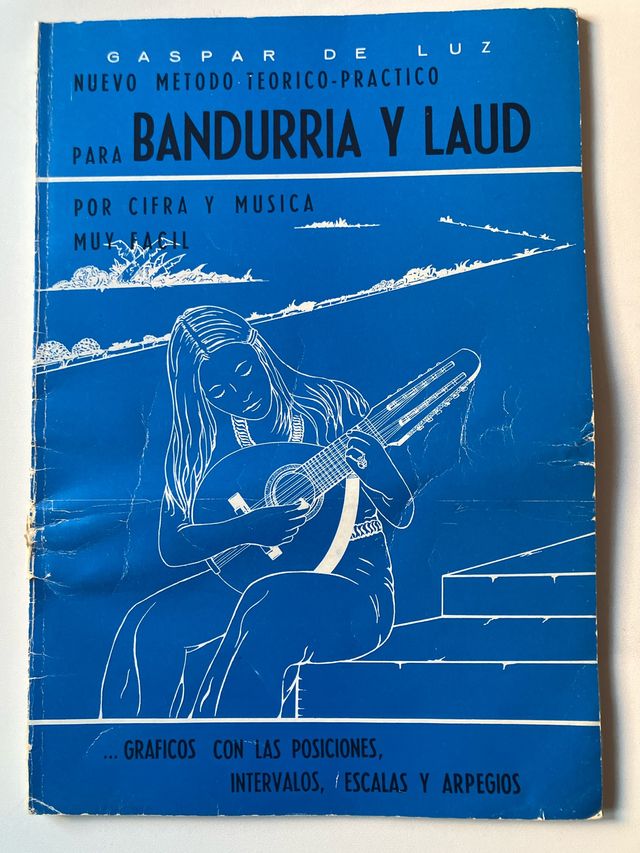 GASPAR DE LUZ
NUEVO METODO TEORICO-PRACTICO
PARA BANDURRIA Y LAUD
POR CIFRA Y MUSICA
MUY FACIL
... GRAFICOS CON LAS POSICIONES,
INTERVALOS, ESCALAS Y ARPEGIOS